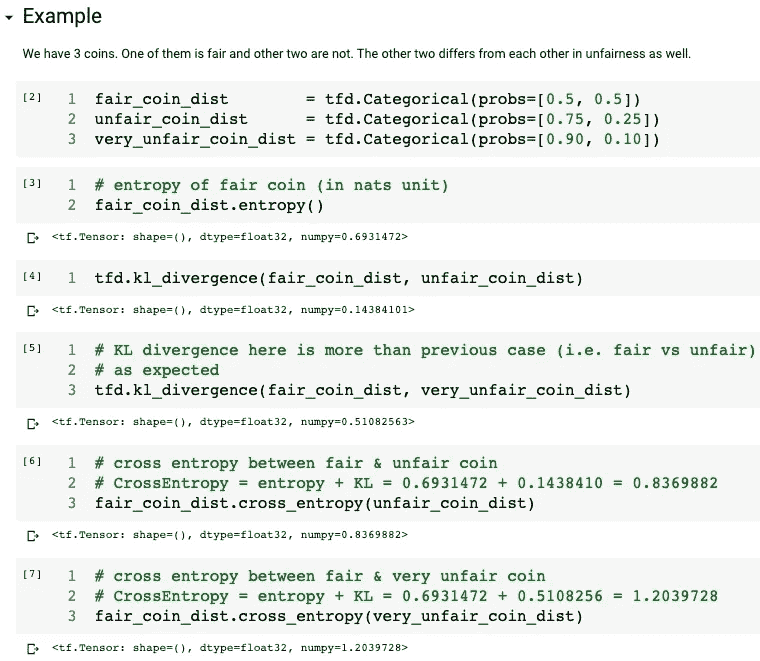 Example
We have 3 coins. One of them is fair and other two are not. The other two differs from each other in unfairness as well.
[2] 1 fair_coin_dist = tfd.Categorical(probs=[0.5, 0.5])
2 unfair_coin_dist = tfd.Categorical(probs=[0.75, 0.25])
3 very_unfair_coin_dist = tfd.Categorical(probs=[0.90, 0.10])
[3] 1 # entropy of fair coin (in nats unit)
2 fair_coin_dist.entropy()
<tf.Tensor: shape=(), dtype=float32, numpy=0.6931472>
[4] 1 tfd.kl_divergence(fair_coin_dist, unfair_coin_dist)
<tf.Tensor: shape=(), dtype=float32, numpy=0.14384101>
[5] 1 # KL divergence here is more than previous case (i.e. fair vs unfair)
2 # as expected
3 tfd.kl_divergence(fair_coin_dist, very_unfair_coin_dist)
<tf.Tensor: shape=(), dtype=float32, numpy=0.51082563>
[6] 1 # cross entropy between fair & unfair coin
2 # CrossEntropy = entropy + KL = 0.6931472 + 0.1438410 = 0.8369882
3 fair_coin_dist.cross_entropy(unfair_coin_dist)
<tf.Tensor: shape=(), dtype=float32, numpy=0.8369882>
[7] 1 # cross entropy between fair & very unfair coin
2 # CrossEntropy = entropy + KL = 0.6931472 + 0.5108256 = 1.2039728
3 fair_coin_dist.cross_entropy(very_unfair_coin_dist)
<tf.Tensor: shape=(), dtype=float32, numpy=1.2039728>